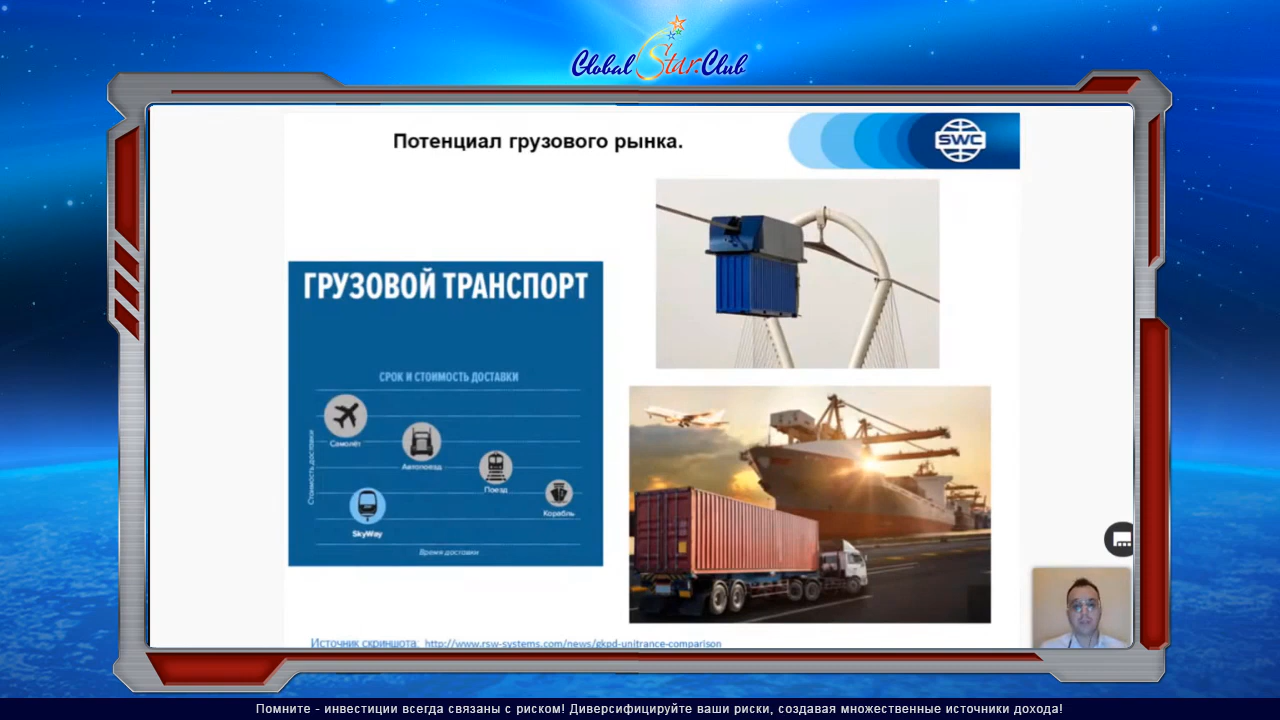 Global Star.Club
Потенциал грузового рынка.
SWC
ГРУЗОВОЙ ТРАНСПОРТ
СРОК И СТОИМОСТЬ ДОСТАВКИ
Стоимость доставки
Самолёт
Автопоезд
Поезд
Корабль
SkyWay
Время доставки
Источник скриншота: http://www.rsw-systems.com/news/gkpd-unitrance-comparison
Помните - инвестиции всегда связаны с риском! Диверсифицируйте ваши риски, создавая множественные источники дохода!